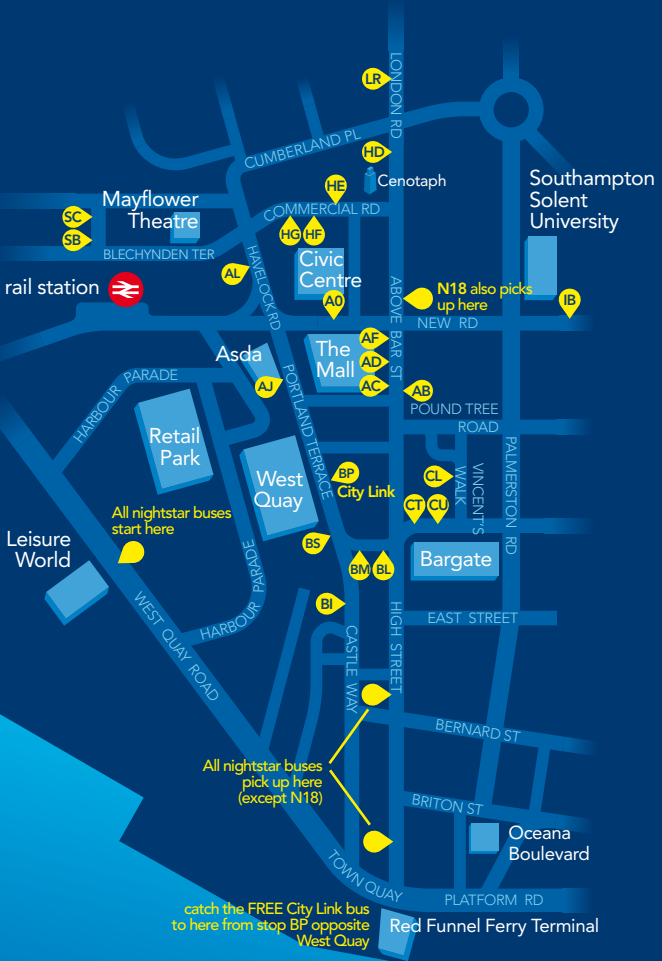 LR
LONDON RD
CUMBERLAND PL
HD
Cenotaph
Southampton
Solent
University
HE
Mayflower
Theatre
COMMERCIAL RD
SC
SB
HG
HF
BLECHYNDEN TER
HAVELOCK RD
Civic
Centre
AL
rail station
A0
ABOVE BAR ST
N18 also picks
up here
IB
NEW RD
AF
The
Mall
AD
AC
Asda
AJ
PORTLAND TERRACE
AB
POUND TREE
ROAD
HARBOUR PARADE
Retail
Park
West
Quay
BP
City Link
CL
VINCENT'S
WALK
PALMERSTON RD
CT
CU
All nightstar buses
start here
Leisure
World
BS
BM
BL
Bargate
HARBOUR PARADE
BI
EAST STREET
WEST QUAY ROAD
CASTLE WAY
HIGH STREET
BERNARD ST
All nightstar buses
pick up here
(except N18)
BRITON ST
Oceana
Boulevard
TOWN QUAY
PLATFORM RD
catch the FREE City Link bus
to here from stop BP opposite
West Quay
Red Funnel Ferry Terminal